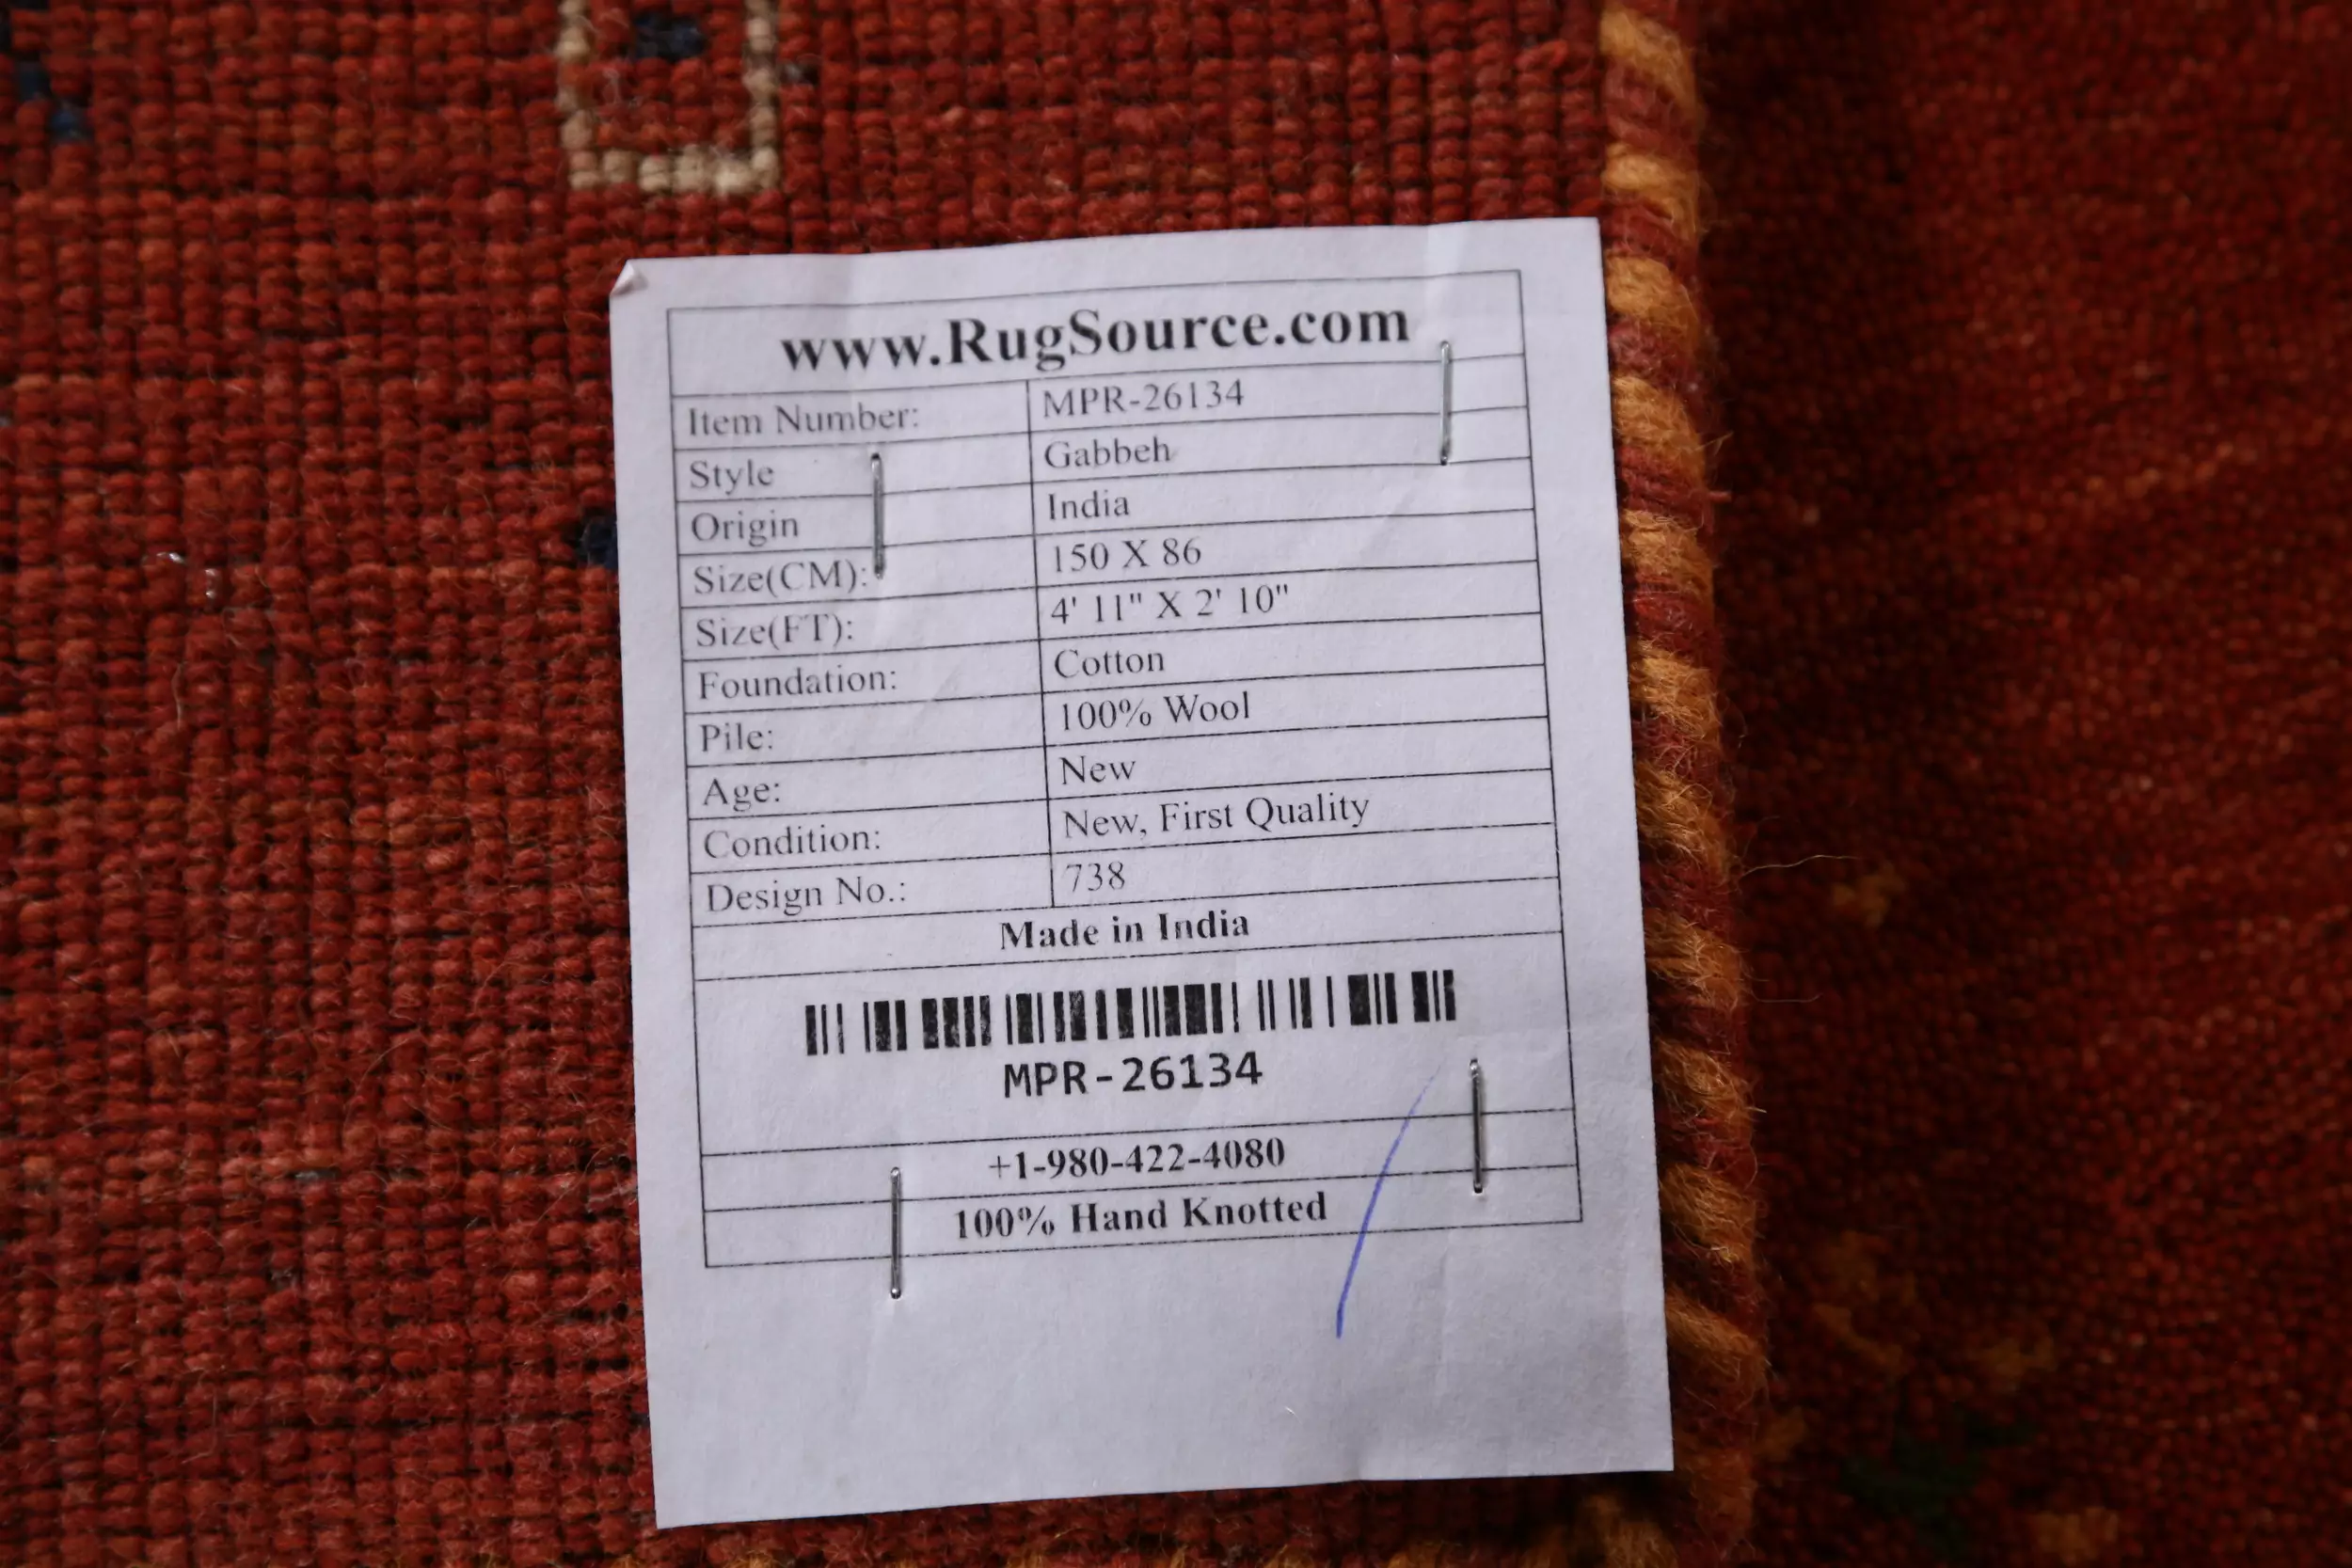 www.RugSource.com
Item Number: MPR-26134
Style Gabbeh
Origin India
Size(CM): 150 X 86
Size(FT): 4' 11" X 2' 10"
Foundation: Cotton
Pile: 100% Wool
Age: New
Condition: New, First Quality
Design No.: 738
Made in India
MPR-26134
+1-980-422-4080
100% Hand Knotted